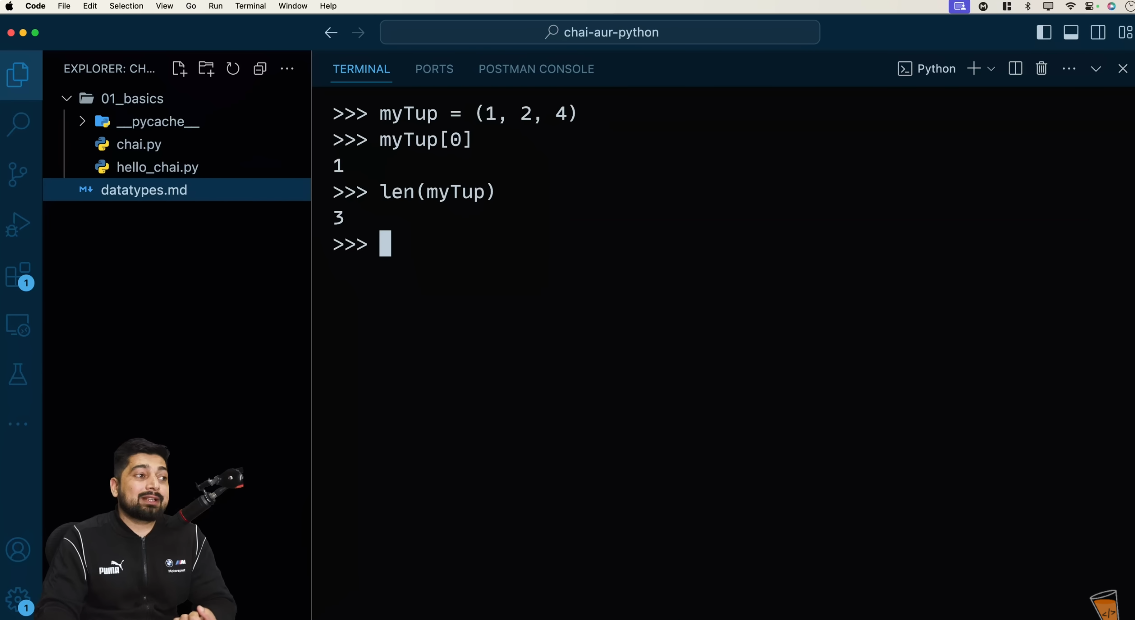 Code File Edit Selection View Go Run Terminal Window Help
chai-aur-python
EXPLORER: CH...
TERMINAL PORTS POSTMAN CONSOLE
Python
01_basics
__pycache__
chai.py
hello_chai.py
datatypes.md
>>> myTup = (1, 2, 4)
>>> myTup[0]
1
>>> len(myTup)
3
>>>
1
1
PUMA
</>